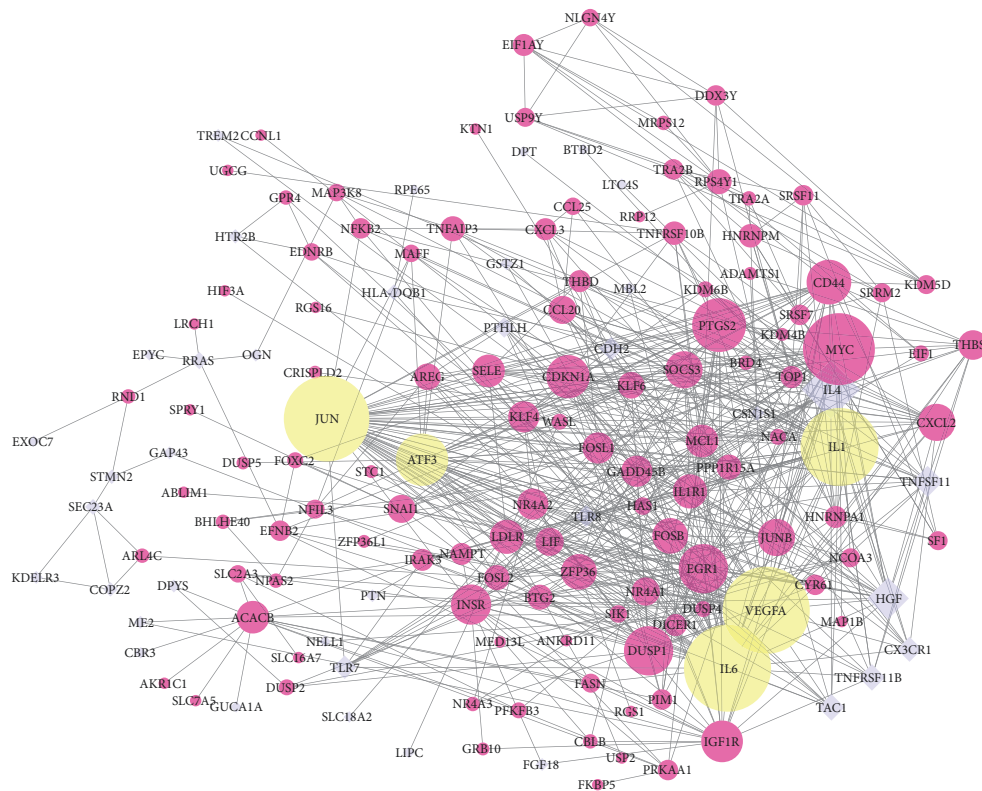 NLGN4Y
EIF1AY
DDX3Y
USP9Y
MRPS12
KTN1
TREM2
CCNL1
DPT
BTBD2
UGCG
TRA2B
RPS4Y1
LTC4S
GPR4
MAP3K8
RPE65
TRA2A
SRSF11
CCL25
RRP12
HTR2B
NFKB2
TNFAIP3
CXCL3
TNFRSF10B
HNRNPM
EDNRB
MAFF
GSTZ1
ADAMTS1
HIF3A
HLA-DQB1
THBD
MBL2
KDM6B
CD44
SRRM2
KDM5D
RGS16
CCL20
LRCH1
PTHLH
PTGS2
SRSF7
KDM4B
EPYC
RRAS
OGN
CDH2
MYC
EIF1
THBS
CRISPLD2
AREG
SELE
CDKN1A
KLF6
SOCS3
BRD4
TOP1
IL4
RND1
SPRY1
JUN
KLF4
WASL
CSN1S1
CXCL2
EXOC7
GAP43
FOSL1
MCL1
NACA
IL1
DUSP5
FOXC2
STC1
ATF3
GADD45B
PPP1R15A
STMN2
TNFSF11
ABLIM1
IL1R1
SEC23A
NFIL3
SNAI1
NR4A2
HAS1
BHLHE40
EFNB2
TLR8
HNRNPA1
ZFP36L1
LDLR
LIF
FOSB
JUNB
SF1
ARL4C
IRAK3
NAMPT
NCOA3
KDELR3
COPZ2
DPYS
SLC2A3
NPAS2
FOSL2
ZFP36
EGR1
CYR61
PTN
INSR
BTG2
NR4A1
DUSP4
VEGFA
HGF
ME2
ACACB
SIK1
DICER1
MAP1B
CBR3
NELL1
MED13L
ANKRD11
DUSP1
CX3CR1
SLC16A7
TLR7
IL6
TNFRSF11B
AKR1C1
DUSP2
FASN
SLC7A5
GUCA1A
NR4A3
PFKFB3
RGS1
PIM1
TAC1
SLC18A2
LIPC
GRB10
CBLB
IGF1R
FGF18
USP2
PRKAA1
FKBP5